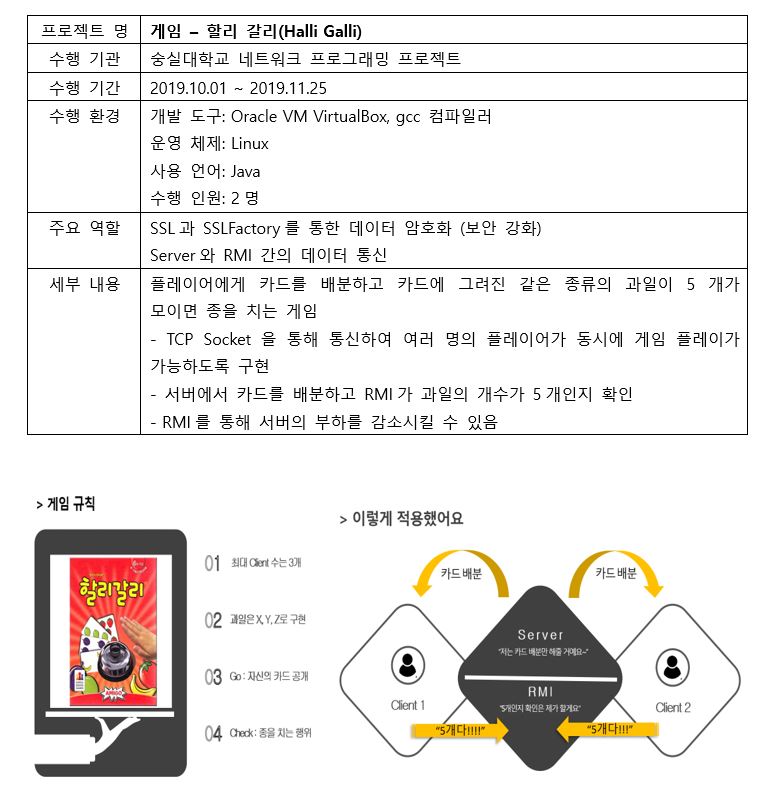 프로젝트 명 게임 – 할리 갈리(Halli Galli)
수행 기관 숭실대학교 네트워크 프로그래밍 프로젝트
수행 기간 2019.10.01 ~ 2019.11.25
수행 환경 개발 도구: Oracle VM VirtualBox, gcc 컴파일러
운영 체제: Linux
사용 언어: Java
수행 인원: 2 명
주요 역할 SSL 과 SSLFactory 를 통한 데이터 암호화 (보안 강화)
Server 와 RMI 간의 데이터 통신
세부 내용 플레이어에게 카드를 배분하고 카드에 그려진 같은 종류의 과일이 5 개가
모이면 종을 치는 게임
- TCP Socket 을 통해 통신하여 여러 명의 플레이어가 동시에 게임 플레이가
가능하도록 구현
- 서버에서 카드를 배분하고 RMI 가 과일의 개수가 5 개인지 확인
- RMI 를 통해 서버의 부하를 감소시킬 수 있음
> 게임 규칙
할리갈리
AMIGO
01 최대 Client 수는 3개
02 과일은 X, Y, Z로 구현
03 Go : 자신의 카드 공개
04 Check : 종을 치는 행위
> 이렇게 적용했어요
카드 배분
카드 배분
Server
"저는 카드 배분만 해줄 거에요~"
RMI
"5개인지 확인은 제가 할게요"
Client 1
Client 2
"5개다!!!!"
"5개다!!!"